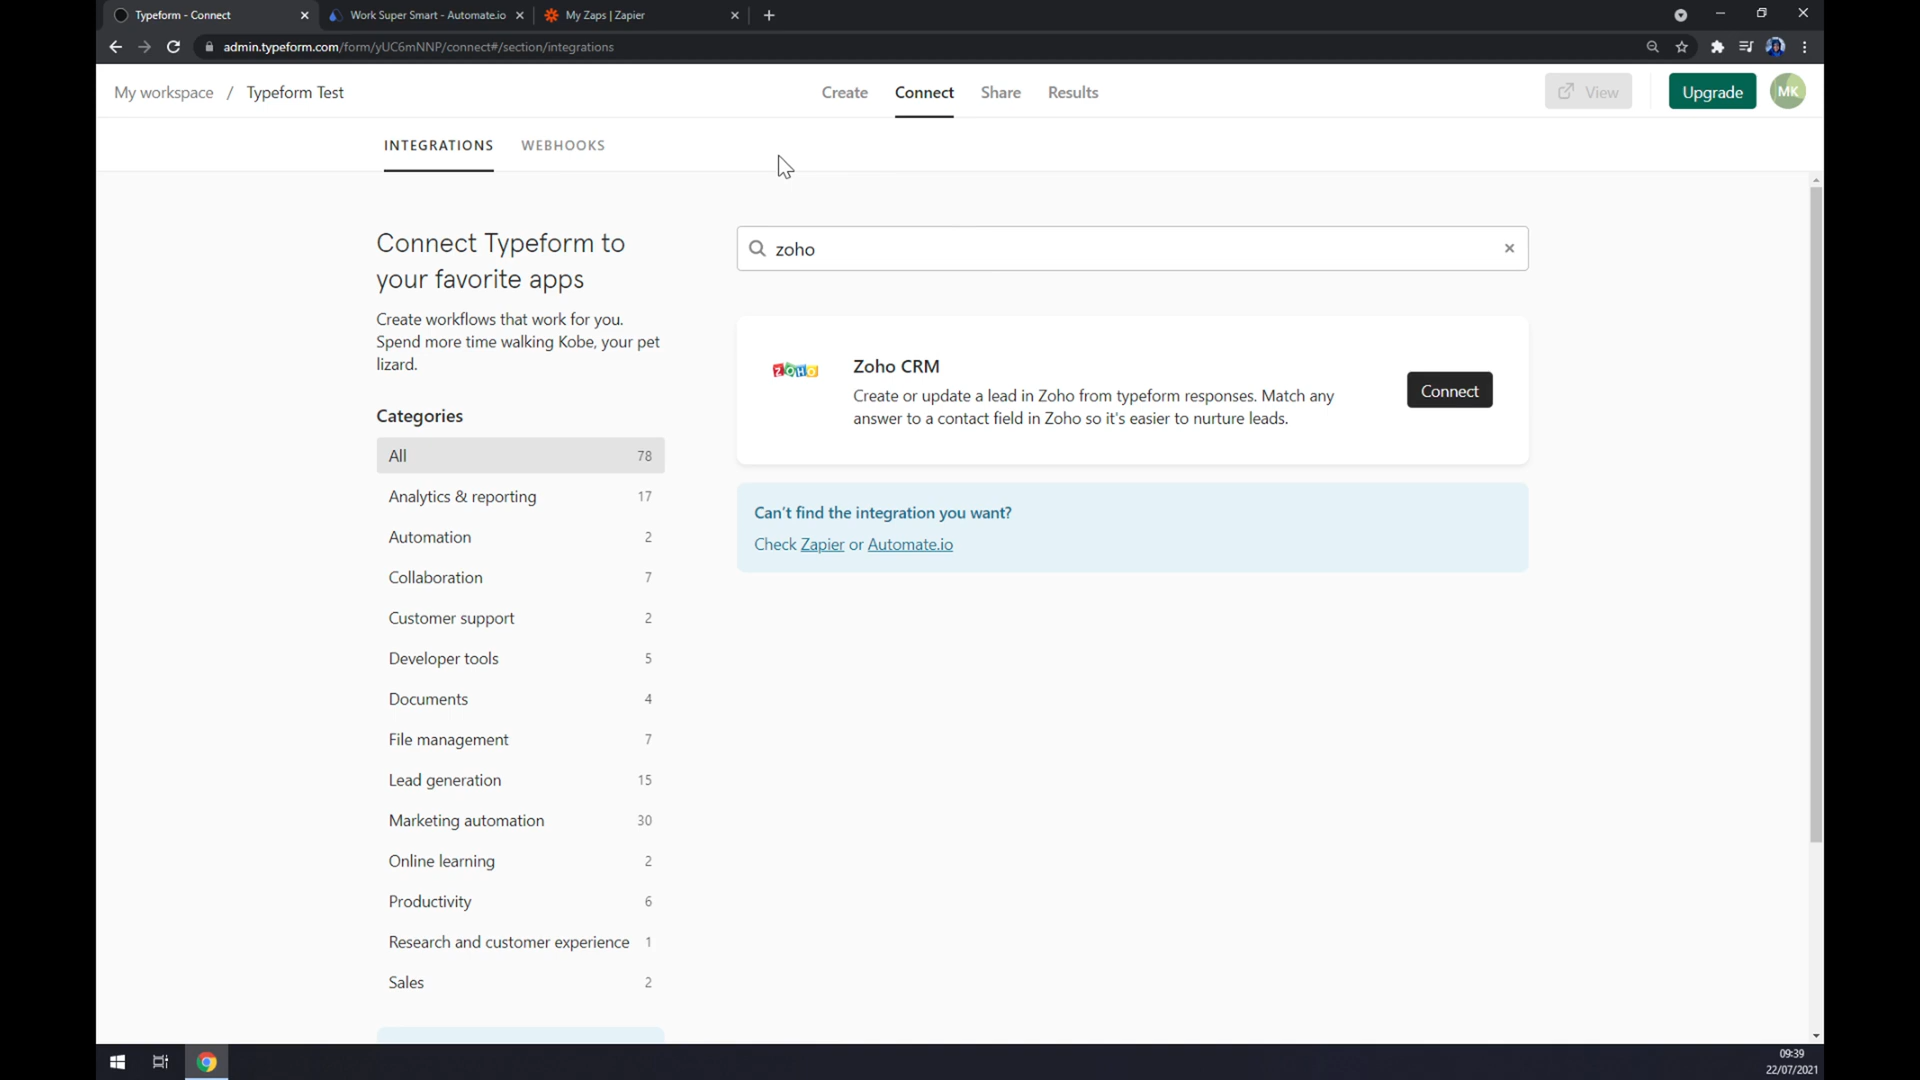 Typeform - Connect
Work Super Smart - Automate.io
My Zaps | Zapier
admin.typeform.com/form/yUC6mNNP/connect#/section/integrations
My workspace / Typeform Test
Create
Connect
Share
Results
View
Upgrade
MK
INTEGRATIONS
WEBHOOKS
Connect Typeform to
your favorite apps
Create workflows that work for you.
Spend more time walking Kobe, your pet
lizard.
Categories
All 78
Analytics & reporting 17
Automation 2
Collaboration 7
Customer support 2
Developer tools 5
Documents 4
File management 7
Lead generation 15
Marketing automation 30
Online learning 2
Productivity 6
Research and customer experience 1
Sales 2
zoho
ZOHO
Zoho CRM
Create or update a lead in Zoho from typeform responses. Match any
answer to a contact field in Zoho so it's easier to nurture leads.
Connect
Can't find the integration you want?
Check Zapier or Automate.io
09:39
22/07/2021